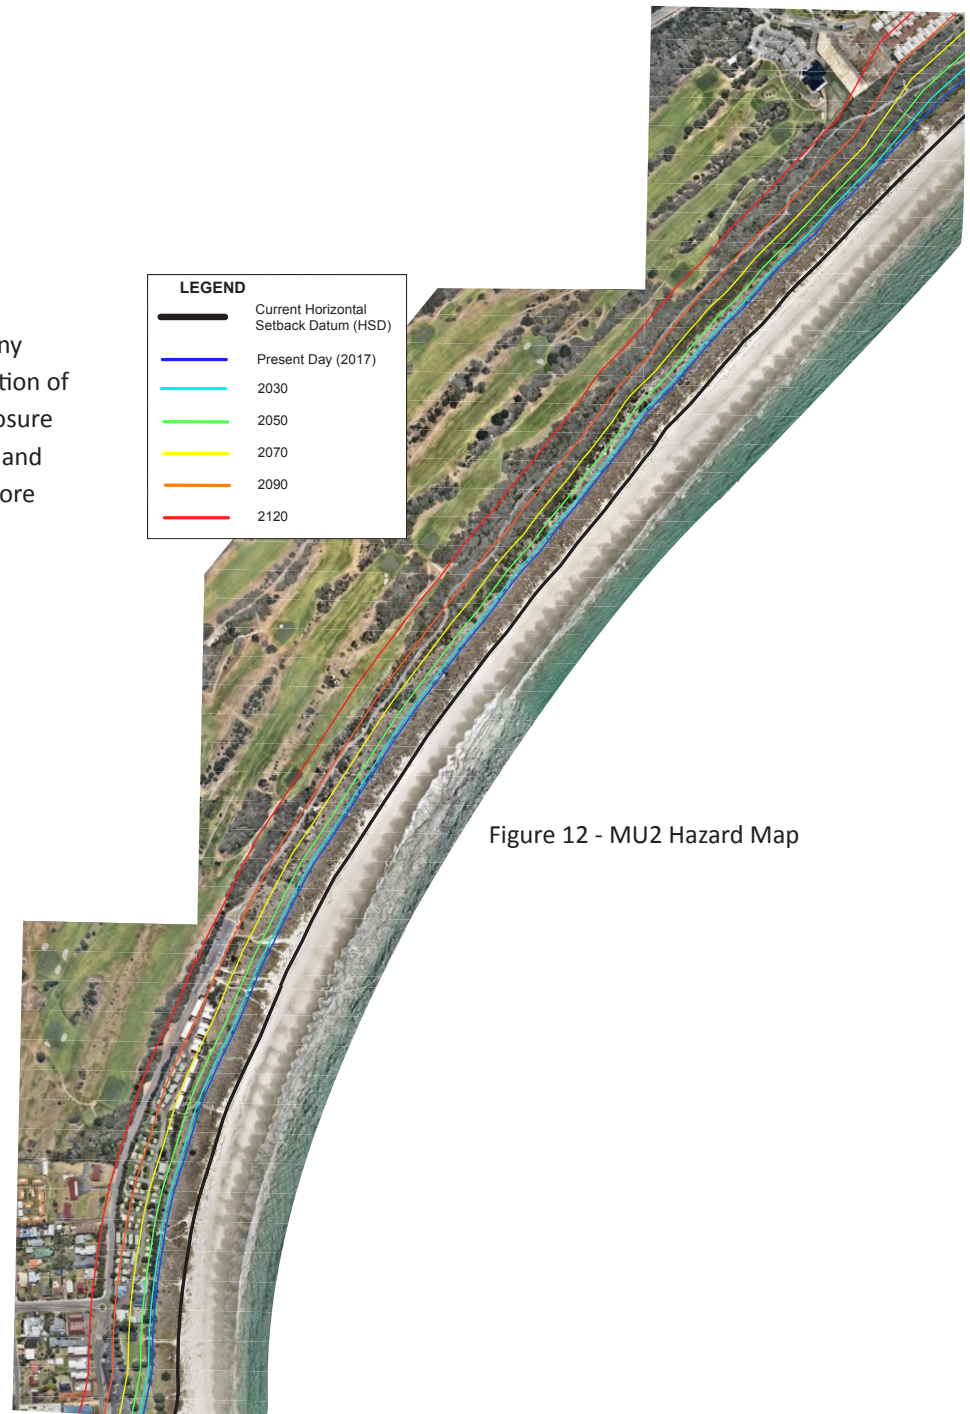 ny
tion of
osure
and
ore
LEGEND
Current Horizontal
Setback Datum (HSD)
Present Day (2017)
2030
2050
2070
2090
2120
Figure 12 - MU2 Hazard Map